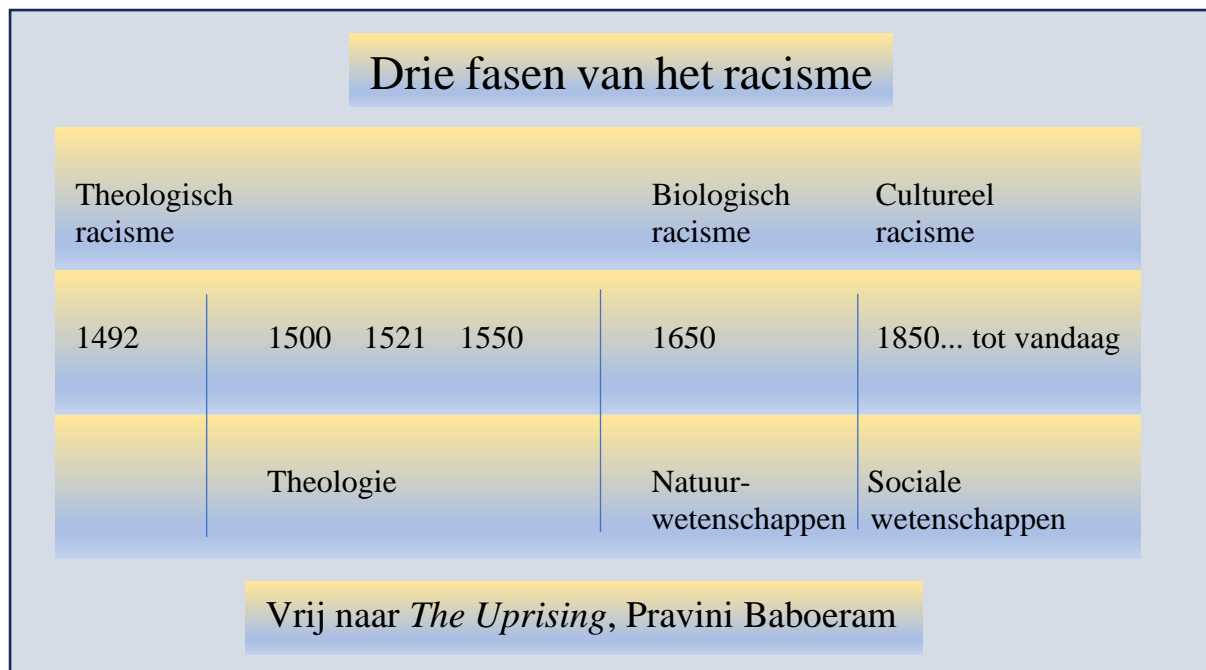 Drie fasen van het racisme
Theologisch
racisme
Biologisch
racisme
Cultureel
racisme
1492
1500 1521 1550
1650
1850... tot vandaag
Theologie
Natuur-
wetenschappen
Sociale
wetenschappen
Vrij naar The Uprising, Pravini Baboeram